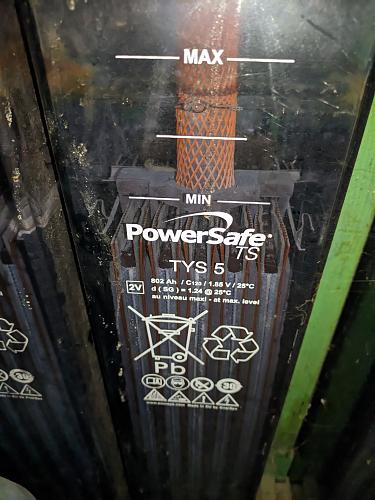 MAX
MIN
PowerSafe®
TS
TYS 5
2V
802 Ah / C120 / 1.85 V / 25°C
d ( SG ) = 1.24 @ 25°C
au niveau maxi - at max. level
Pb